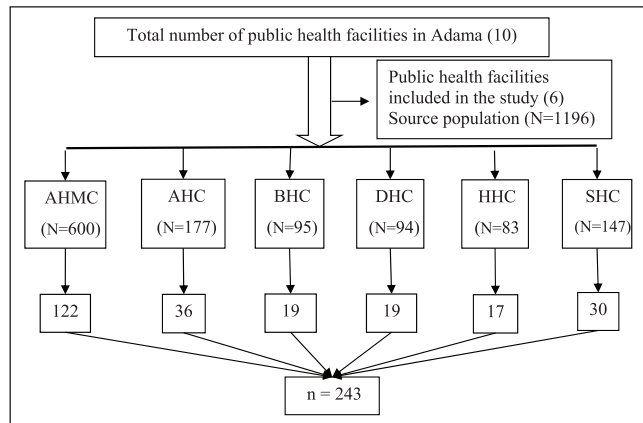 Total number of public health facilities in Adama (10)
Public health facilities
included in the study (6)
Source population (N=1196)
AHMC
(N=600)
AHC
(N=177)
BHC
(N=95)
DHC
(N=94)
HHC
(N=83)
SHC
(N=147)
122
36
19
19
17
30
n = 243